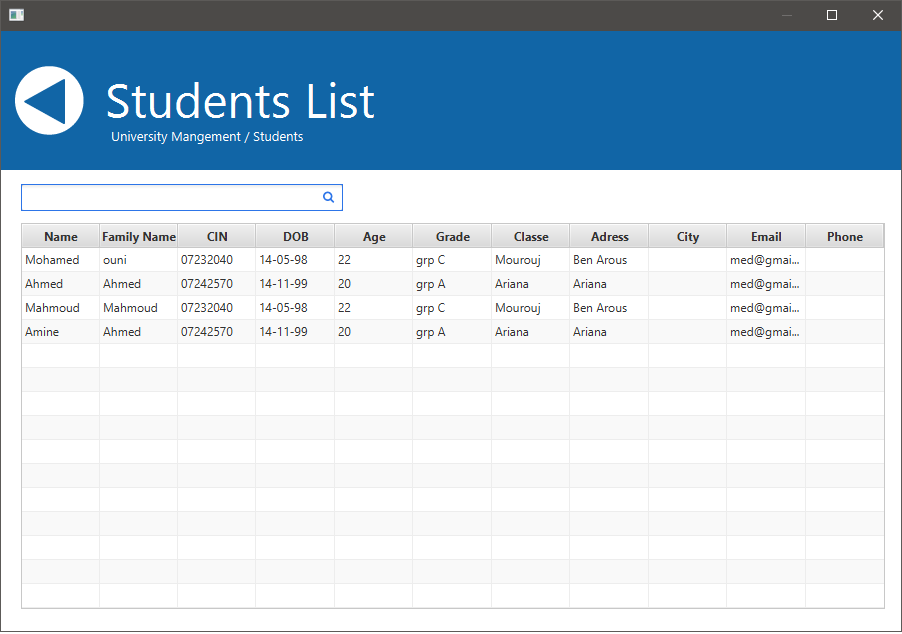 Students List
University Mangement / Students
Name Family Name CIN DOB Age Grade Classe Adress City Email Phone
Mohamed ouni 07232040 14-05-98 22 grp C Mourouj Ben Arous med@gmai...
Ahmed Ahmed 07242570 14-11-99 20 grp A Ariana Ariana med@gmai...
Mahmoud Mahmoud 07232040 14-05-98 22 grp C Mourouj Ben Arous med@gmai...
Amine Ahmed 07242570 14-11-99 20 grp A Ariana Ariana med@gmai...